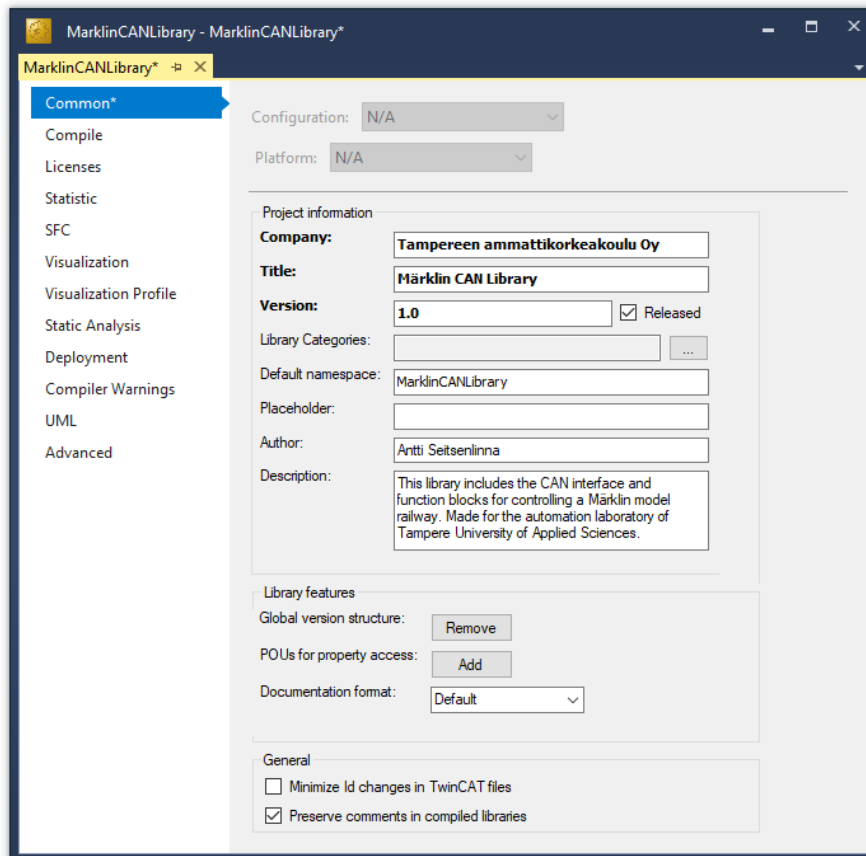 MarklinCANLibrary - MarklinCANLibrary*
MarklinCANLibrary*
Common*
Compile
Licenses
Statistic
SFC
Visualization
Visualization Profile
Static Analysis
Deployment
Compiler Warnings
UML
Advanced
Configuration: N/A
Platform: N/A
Project information
Company: Tampereen ammattikorkeakoulu Oy
Title: Märklin CAN Library
Version: 1.0 Released
Library Categories: ...
Default namespace: MarklinCANLibrary
Placeholder:
Author: Antti Seitsenlinna
Description: This library includes the CAN interface and
function blocks for controlling a Märklin model
railway. Made for the automation laboratory of
Tampere University of Applied Sciences.
Library features
Global version structure: Remove
POUs for property access: Add
Documentation format: Default
General
Minimize Id changes in TwinCAT files
Preserve comments in compiled libraries